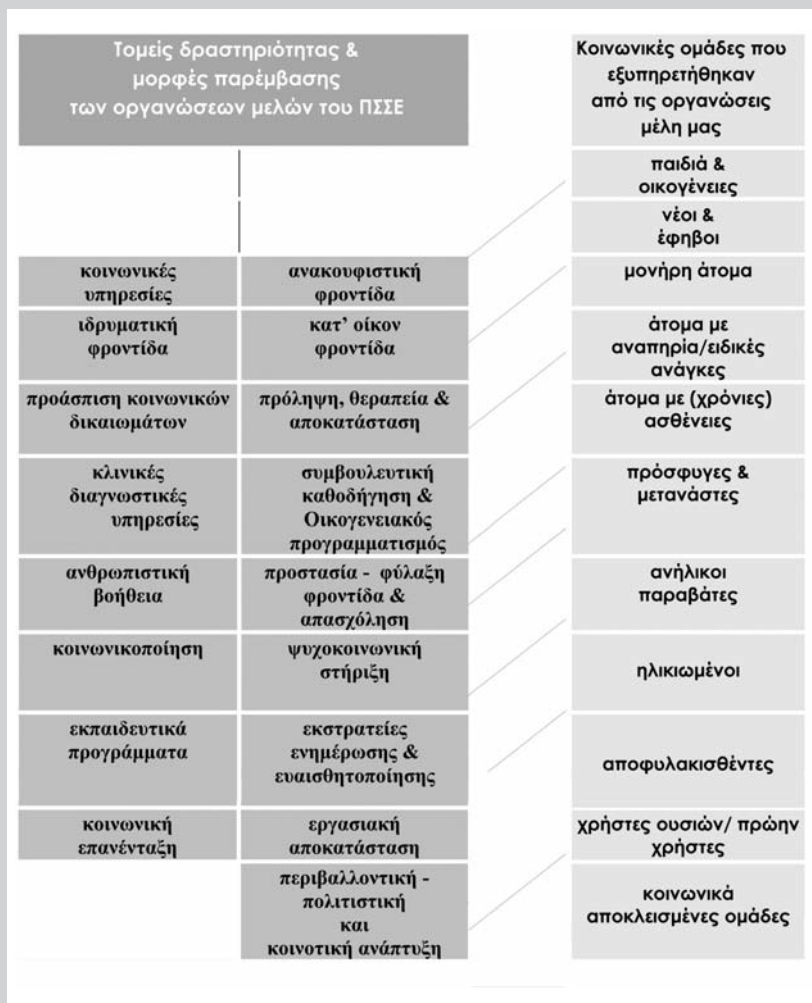 Τομείς δραστηριότητας &
μορφές παρέμβασης
των οργανώσεων μελών του ΠΣΣΕ
κοινωνικές
υπηρεσίες
ανακουφιστική
φροντίδα
ιδρυματική
φροντίδα
κατ’ οίκον
φροντίδα
προάσπιση κοινωνικών
δικαιωμάτων
πρόληψη, θεραπεία &
αποκατάσταση
κλινικές
διαγνωστικές
υπηρεσίες
συμβουλευτική
καθοδήγηση &
Οικογενειακός
προγραμματισμός
ανθρωπιστική
βοήθεια
προστασία - φύλαξη
φροντίδα &
απασχόληση
κοινωνικοποίηση
ψυχοκοινωνική
στήριξη
εκπαιδευτικά
προγράμματα
εκστρατείες
ενημέρωσης &
ευαισθητοποίησης
κοινωνική
επανένταξη
εργασιακή
αποκατάσταση
περιβαλλοντική -
πολιτιστική
και
κοινοτική ανάπτυξη
Κοινωνικές ομάδες που
εξυπηρετήθηκαν
από τις οργανώσεις
μέλη μας
παιδιά &
οικογένειες
νέοι &
έφηβοι
μονήρη άτομα
άτομα με
αναπηρία/ειδικές
ανάγκες
άτομα με (χρόνιες)
ασθένειες
πρόσφυγες &
μετανάστες
ανήλικοι
παραβάτες
ηλικιωμένοι
αποφυλακισθέντες
χρήστες ουσιών/ πρώην
χρήστες
κοινωνικά
αποκλεισμένες ομάδες